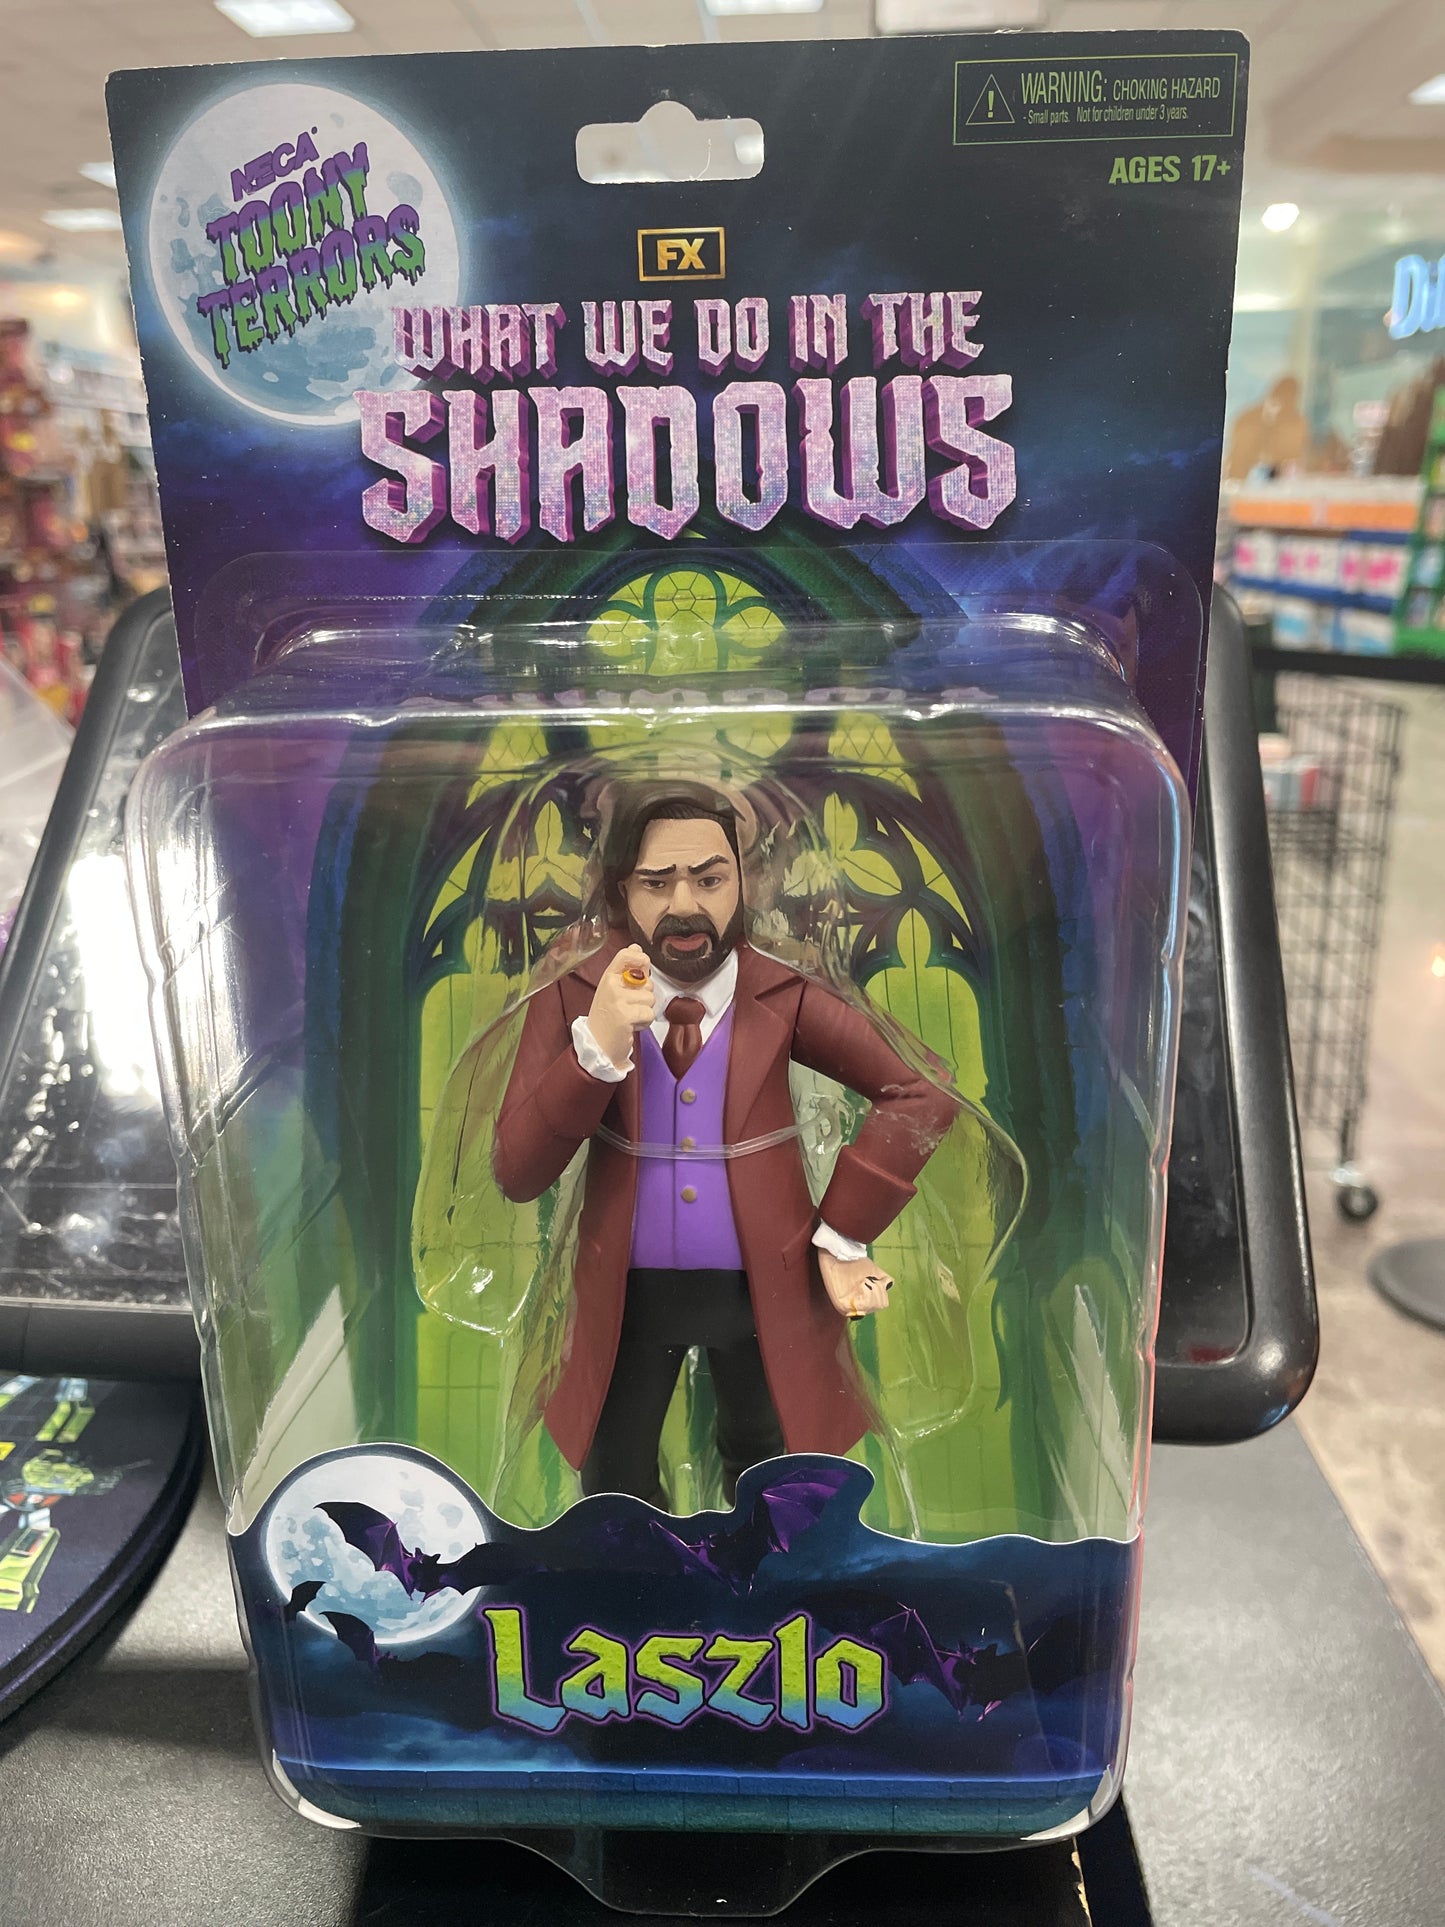 NECA
TOONY
TERRORS
WARNING: CHOKING HAZARD
- Small parts. Not for children under 3 years.
AGES 17+
FX
WHAT WE DO IN THE
SHADOWS
Laszlo